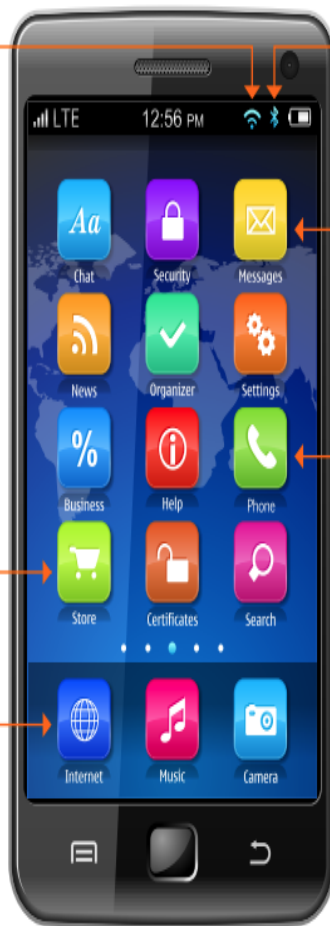 LTE 12:56 PM
Aa
Chat Security Messages
News Organizer Settings
%
Business Help Phone
Store Certificates Search
Internet Music Camera